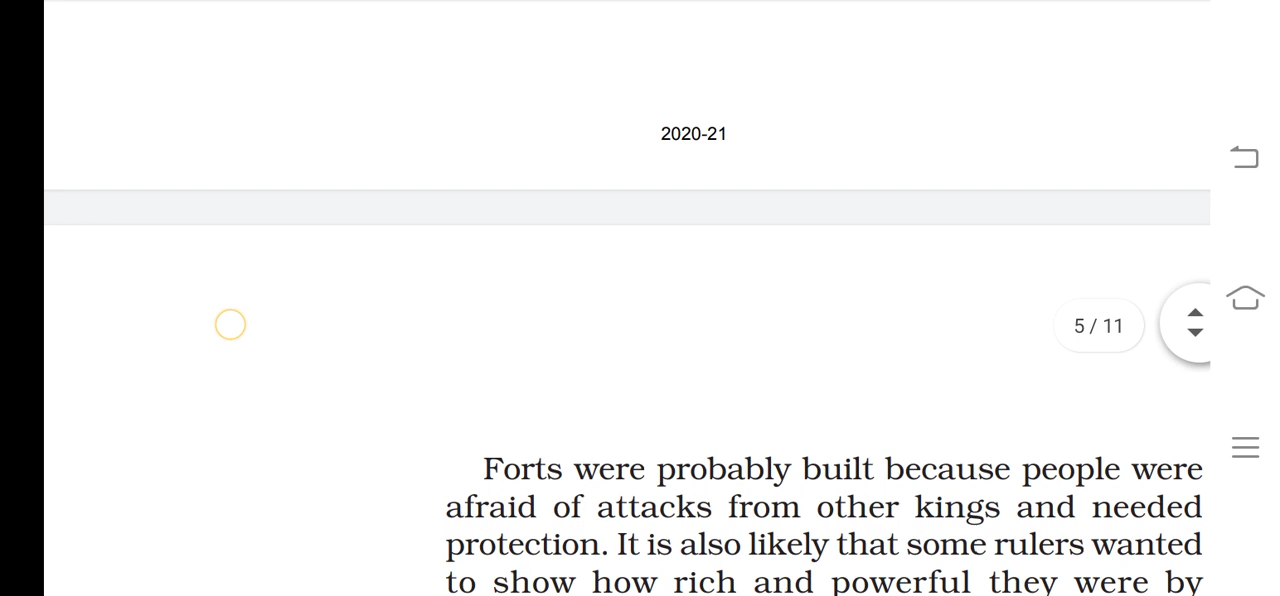 2020-21
5 / 11
Forts were probably built because people were
afraid of attacks from other kings and needed
protection. It is also likely that some rulers wanted
to show how rich and powerful they were by